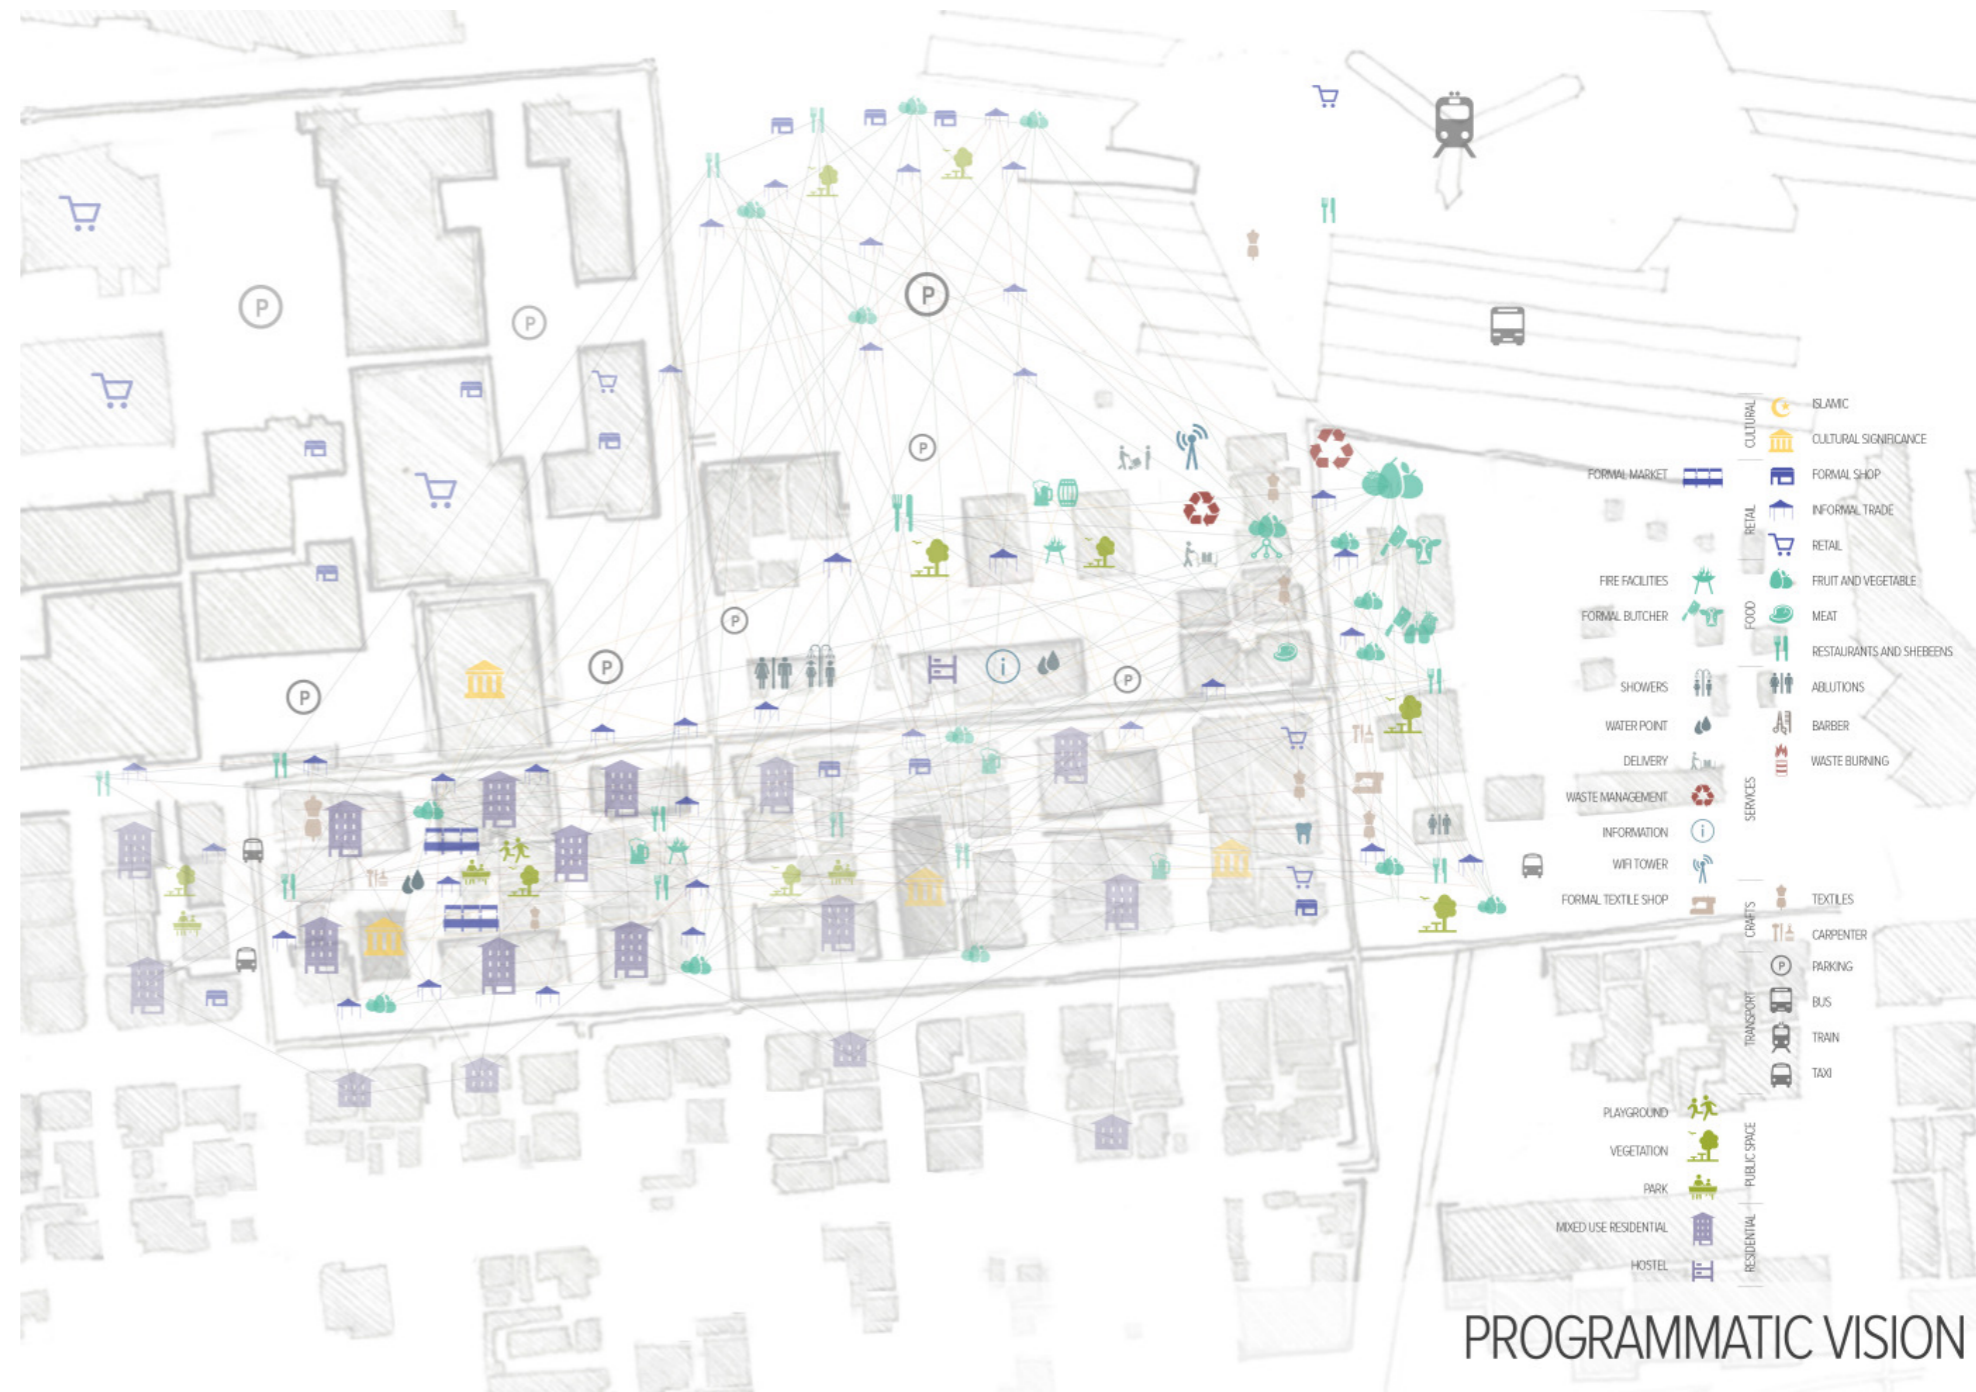 P
P
P
P
P
P
P
P
i
CULTURAL
ISLAMIC
CULTURAL SIGNIFICANCE
RETAIL
FORMAL MARKET
FORMAL SHOP
INFORMAL TRADE
RETAIL
FOOD
FIRE FACILITIES
FRUIT AND VEGETABLE
FORMAL BUTCHER
MEAT
RESTAURANTS AND SHEBEENS
SERVICES
SHOWERS
ABLUTIONS
WATER POINT
BARBER
DELIVERY
WASTE BURNING
WASTE MANAGEMENT
INFORMATION
i
WIFI TOWER
CRAFTS
FORMAL TEXTILE SHOP
TEXTILES
CARPENTER
TRANSPORT
P
PARKING
BUS
TRAIN
TAXI
PUBLIC SPACE
PLAYGROUND
VEGETATION
PARK
RESIDENTIAL
MIXED USE RESIDENTIAL
HOSTEL
PROGRAMMATIC VISION